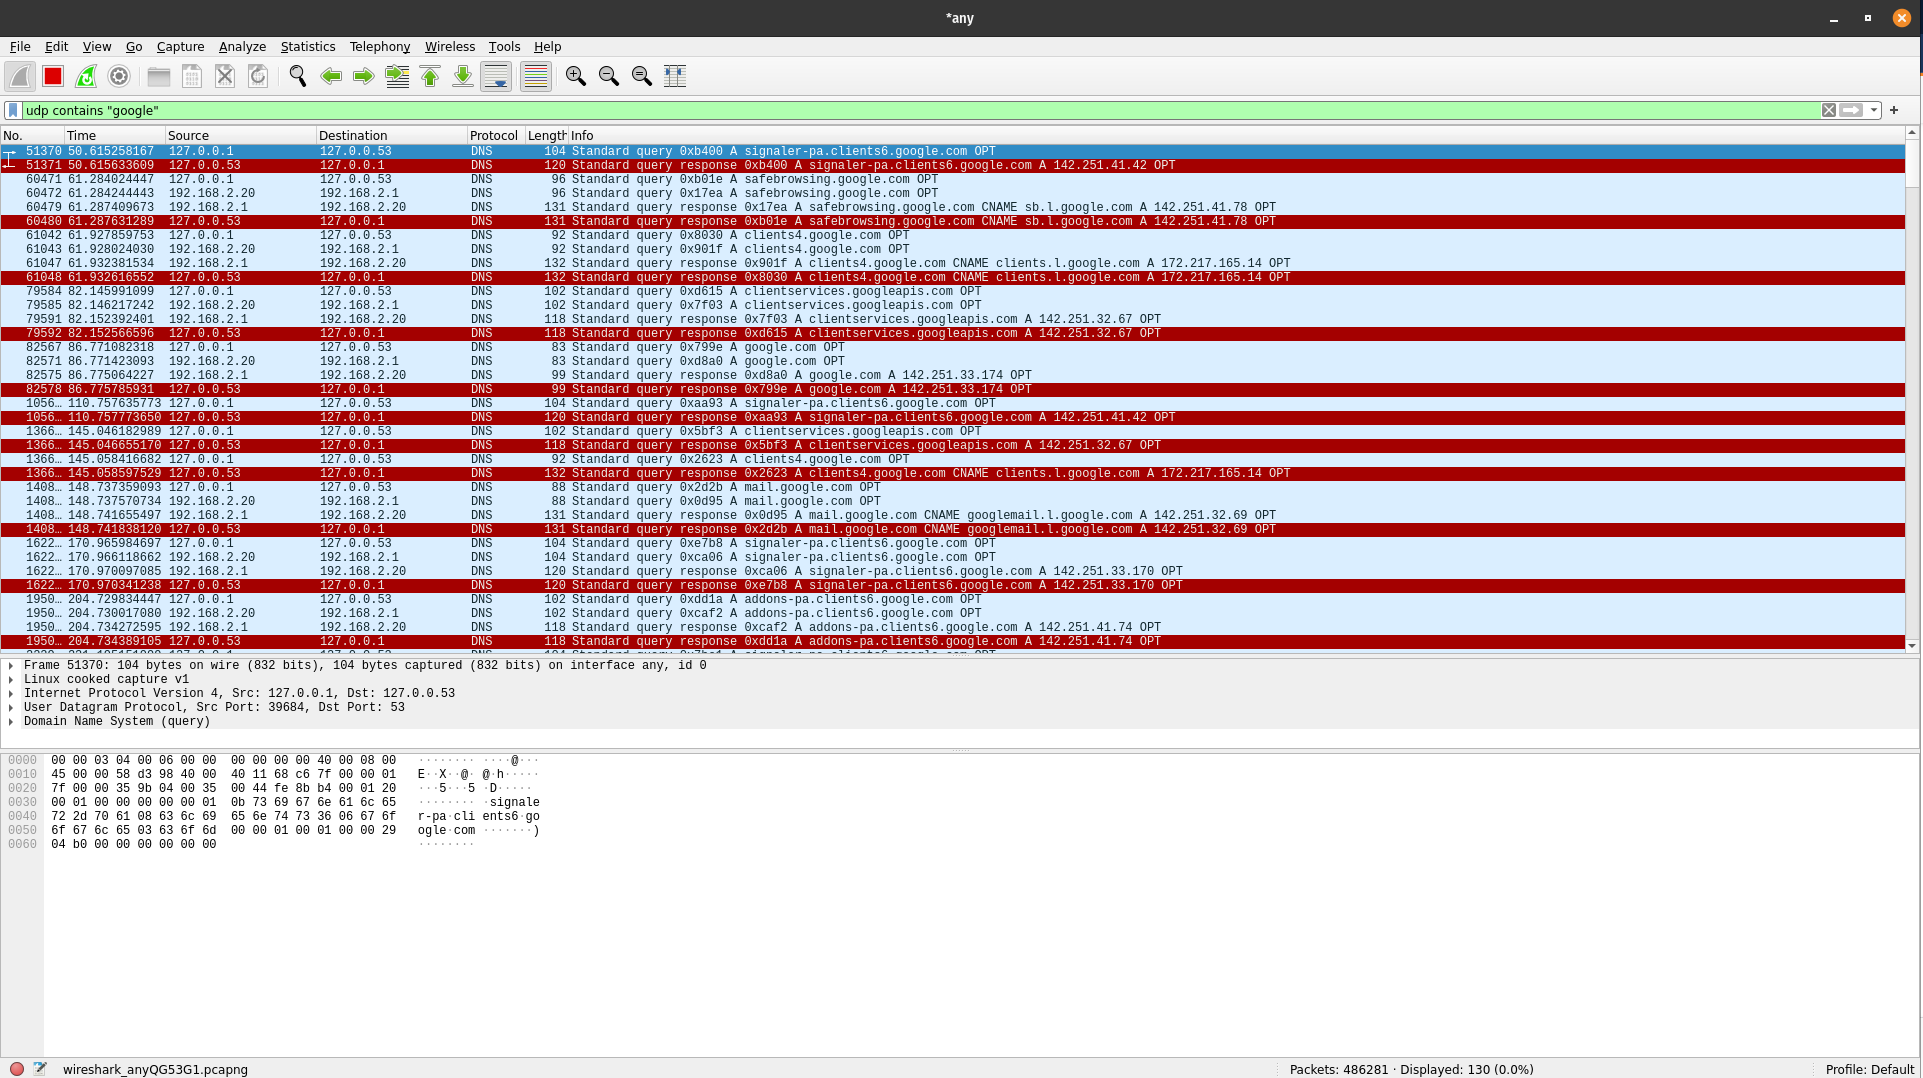 *any
File Edit View Go Capture Analyze Statistics Telephony Wireless Tools Help
udp contains "google"
No. Time Source Destination Protocol Length Info
51370 50.615258167 127.0.0.1 127.0.0.53 DNS 104 Standard query 0xb400 A signaler-pa.clients6.google.com OPT
51371 50.615633609 127.0.0.53 127.0.0.1 DNS 120 Standard query response 0xb400 A signaler-pa.clients6.google.com A 142.251.41.42 OPT
60471 61.284024447 127.0.0.1 127.0.0.53 DNS 96 Standard query 0xb01e A safebrowsing.google.com OPT
60472 61.284244443 192.168.2.20 192.168.2.1 DNS 96 Standard query 0x17ea A safebrowsing.google.com OPT
60479 61.287409673 192.168.2.1 192.168.2.20 DNS 131 Standard query response 0x17ea A safebrowsing.google.com CNAME sb.l.google.com A 142.251.41.78 OPT
60480 61.287631289 127.0.0.53 127.0.0.1 DNS 131 Standard query response 0xb01e A safebrowsing.google.com CNAME sb.l.google.com A 142.251.41.78 OPT
61042 61.927859753 127.0.0.1 127.0.0.53 DNS 92 Standard query 0x8030 A clients4.google.com OPT
61043 61.928024030 192.168.2.20 192.168.2.1 DNS 92 Standard query 0x901f A clients4.google.com OPT
61047 61.932381534 192.168.2.1 192.168.2.20 DNS 132 Standard query response 0x901f A clients4.google.com CNAME clients.l.google.com A 172.217.165.14 OPT
61048 61.932616552 127.0.0.53 127.0.0.1 DNS 132 Standard query response 0x8030 A clients4.google.com CNAME clients.l.google.com A 172.217.165.14 OPT
79584 82.145991099 127.0.0.1 127.0.0.53 DNS 102 Standard query 0xd615 A clientservices.googleapis.com OPT
79585 82.146217242 192.168.2.20 192.168.2.1 DNS 102 Standard query 0x7f03 A clientservices.googleapis.com OPT
79591 82.152392401 192.168.2.1 192.168.2.20 DNS 118 Standard query response 0x7f03 A clientservices.googleapis.com A 142.251.32.67 OPT
79592 82.152566596 127.0.0.53 127.0.0.1 DNS 118 Standard query response 0xd615 A clientservices.googleapis.com A 142.251.32.67 OPT
82567 86.771082318 127.0.0.1 127.0.0.53 DNS 83 Standard query 0x799e A google.com OPT
82571 86.771423093 192.168.2.20 192.168.2.1 DNS 83 Standard query 0xd8a0 A google.com OPT
82575 86.775064227 192.168.2.1 192.168.2.20 DNS 99 Standard query response 0xd8a0 A google.com A 142.251.33.174 OPT
82578 86.775785931 127.0.0.53 127.0.0.1 DNS 99 Standard query response 0x799e A google.com A 142.251.33.174 OPT
1056… 110.757635773 127.0.0.1 127.0.0.53 DNS 104 Standard query 0xaa93 A signaler-pa.clients6.google.com OPT
1056… 110.757773650 127.0.0.53 127.0.0.1 DNS 120 Standard query response 0xaa93 A signaler-pa.clients6.google.com A 142.251.41.42 OPT
1366… 145.046182989 127.0.0.1 127.0.0.53 DNS 102 Standard query 0x5bf3 A clientservices.googleapis.com OPT
1366… 145.046655170 127.0.0.53 127.0.0.1 DNS 118 Standard query response 0x5bf3 A clientservices.googleapis.com A 142.251.32.67 OPT
1366… 145.058416682 127.0.0.1 127.0.0.53 DNS 92 Standard query 0x2623 A clients4.google.com OPT
1366… 145.058597529 127.0.0.53 127.0.0.1 DNS 132 Standard query response 0x2623 A clients4.google.com CNAME clients.l.google.com A 172.217.165.14 OPT
1408… 148.737359093 127.0.0.1 127.0.0.53 DNS 88 Standard query 0x2d2b A mail.google.com OPT
1408… 148.737570734 192.168.2.20 192.168.2.1 DNS 88 Standard query 0x0d95 A mail.google.com OPT
1408… 148.741655497 192.168.2.1 192.168.2.20 DNS 131 Standard query response 0x0d95 A mail.google.com CNAME googlemail.l.google.com A 142.251.32.69 OPT
1408… 148.741838120 127.0.0.53 127.0.0.1 DNS 131 Standard query response 0x2d2b A mail.google.com CNAME googlemail.l.google.com A 142.251.32.69 OPT
1622… 170.965984697 127.0.0.1 127.0.0.53 DNS 104 Standard query 0xe7b8 A signaler-pa.clients6.google.com OPT
1622… 170.966118662 192.168.2.20 192.168.2.1 DNS 104 Standard query 0xca06 A signaler-pa.clients6.google.com OPT
1622… 170.970097085 192.168.2.1 192.168.2.20 DNS 120 Standard query response 0xca06 A signaler-pa.clients6.google.com A 142.251.33.170 OPT
1622… 170.970341238 127.0.0.53 127.0.0.1 DNS 120 Standard query response 0xe7b8 A signaler-pa.clients6.google.com A 142.251.33.170 OPT
1950… 204.729834447 127.0.0.1 127.0.0.53 DNS 102 Standard query 0xdd1a A addons-pa.clients6.google.com OPT
1950… 204.730017080 192.168.2.20 192.168.2.1 DNS 102 Standard query 0xcaf2 A addons-pa.clients6.google.com OPT
1950… 204.734272595 192.168.2.1 192.168.2.20 DNS 118 Standard query response 0xcaf2 A addons-pa.clients6.google.com A 142.251.41.74 OPT
1950… 204.734389105 127.0.0.53 127.0.0.1 DNS 118 Standard query response 0xdd1a A addons-pa.clients6.google.com A 142.251.41.74 OPT
Frame 51370: 104 bytes on wire (832 bits), 104 bytes captured (832 bits) on interface any, id 0
Linux cooked capture v1
Internet Protocol Version 4, Src: 127.0.0.1, Dst: 127.0.0.53
User Datagram Protocol, Src Port: 39684, Dst Port: 53
Domain Name System (query)
0000 00 00 03 04 00 06 00 00 00 00 00 00 40 00 08 00 ········ ····@···
0010 45 00 00 58 d3 98 40 00 40 11 68 c6 7f 00 00 01 E··X··@· @·h·····
0020 7f 00 00 35 9b 04 00 35 00 44 fe 8b b4 00 01 20 ···5···5 ·D·····
0030 00 01 00 00 00 00 00 01 0b 73 69 67 6e 61 6c 65 ········ ·signale
0040 72 2d 70 61 08 63 6c 69 65 6e 74 73 36 06 67 6f r-pa·cli ents6·go
0050 6f 67 6c 65 03 63 6f 6d 00 00 01 00 01 00 00 29 ogle·com ·······)
0060 04 b0 00 00 00 00 00 00 ········
wireshark_anyQG53G1.pcapng Packets: 486281 · Displayed: 130 (0.0%) Profile: Default